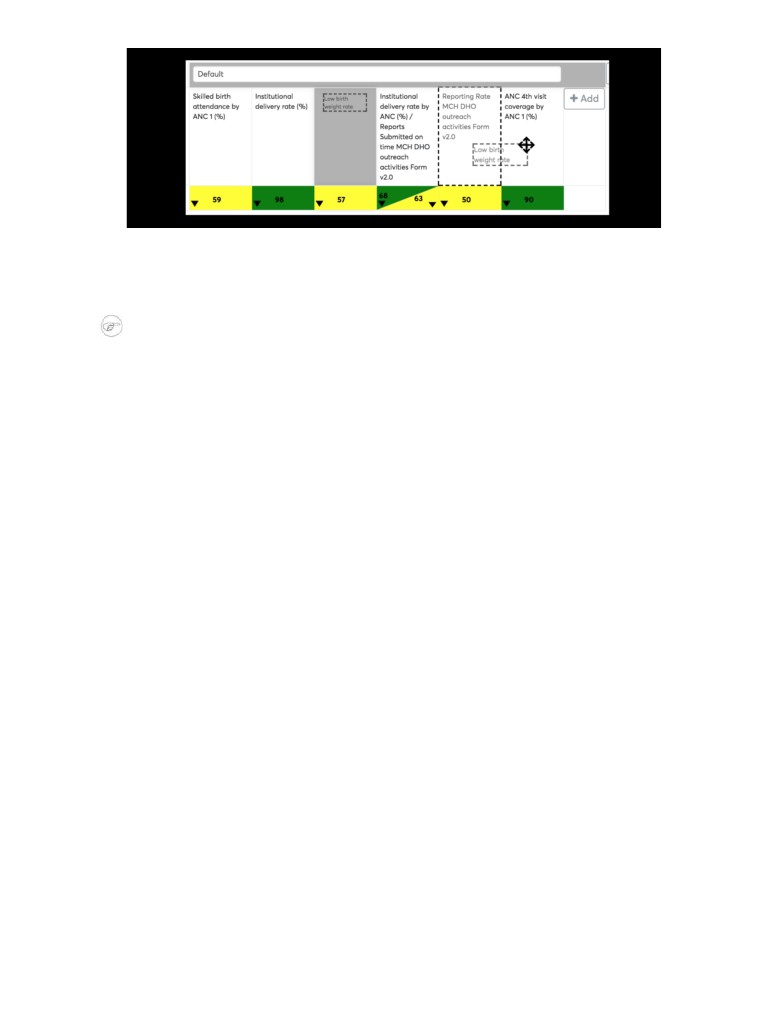 Default
Skilled birth
attendance by
ANC 1 (%)
Institutional
delivery rate (%)
Low birth
weight rate
Institutional
delivery rate by
ANC (%) /
Reports
Submitted on
time MCH DHO
outreach
activities Form
v2.0
Reporting Rate
MCH DHO
outreach
activities Form
v2.0
Low birth
weight rate
ANC 4th visit
coverage by
ANC 1 (%)
+ Add
59
98
57
68
63
50
90